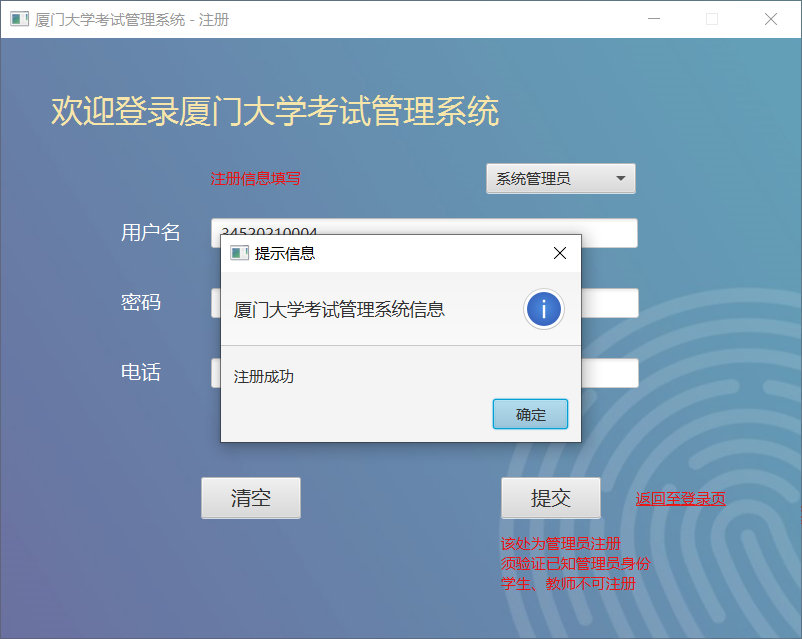 厦门大学考试管理系统 - 注册
欢迎登录厦门大学考试管理系统
注册信息填写
系统管理员
用户名
34520210004
提示信息
厦门大学考试管理系统信息
密码
电话
注册成功
确定
清空
提交
返回至登录页
该处为管理员注册
须验证已知管理员身份
学生、教师不可注册